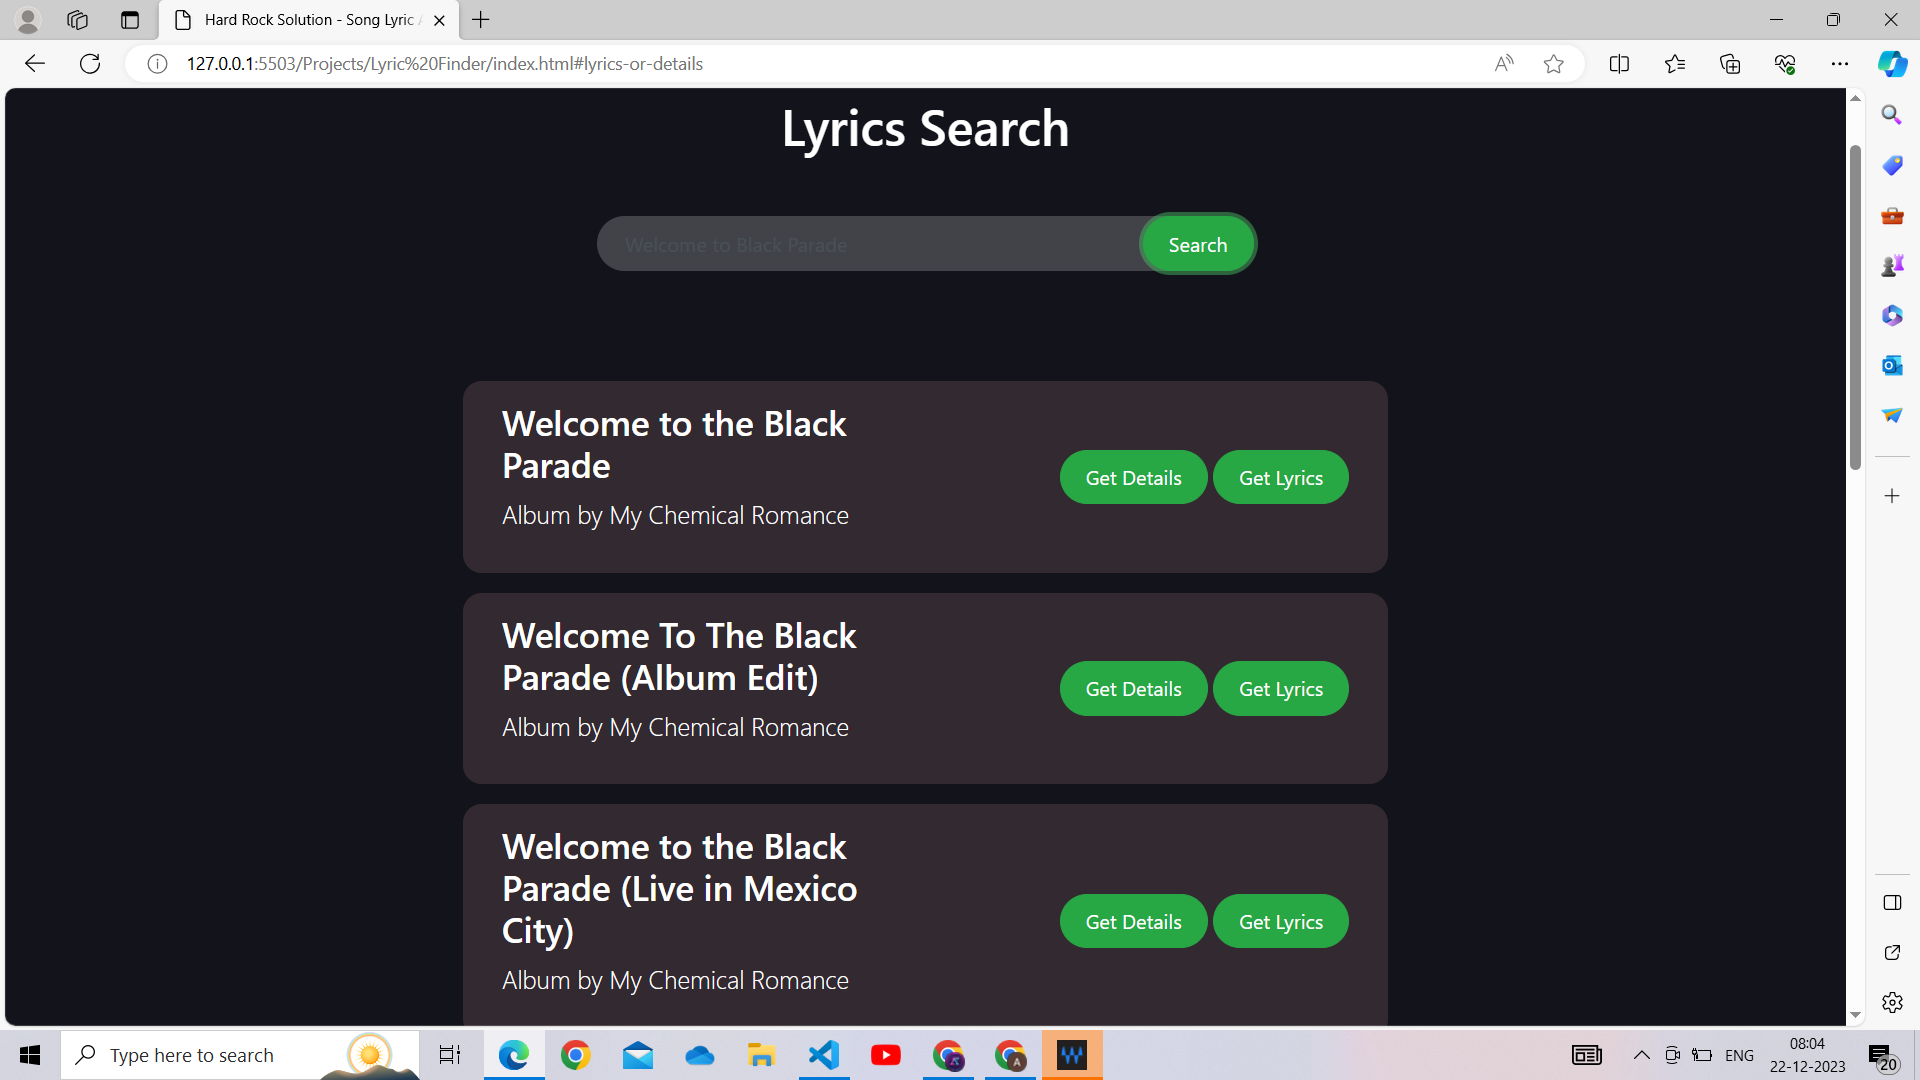 Hard Rock Solution - Song Lyric
127.0.0.1:5503/Projects/Lyric%20Finder/index.html#lyrics-or-details
Lyrics Search
Welcome to Black Parade
Search
Welcome to the Black
Parade
Album by My Chemical Romance
Get Details
Get Lyrics
Welcome To The Black
Parade (Album Edit)
Album by My Chemical Romance
Get Details
Get Lyrics
Welcome to the Black
Parade (Live in Mexico
City)
Album by My Chemical Romance
Get Details
Get Lyrics
Type here to search
ENG
08:04
22-12-2023
20